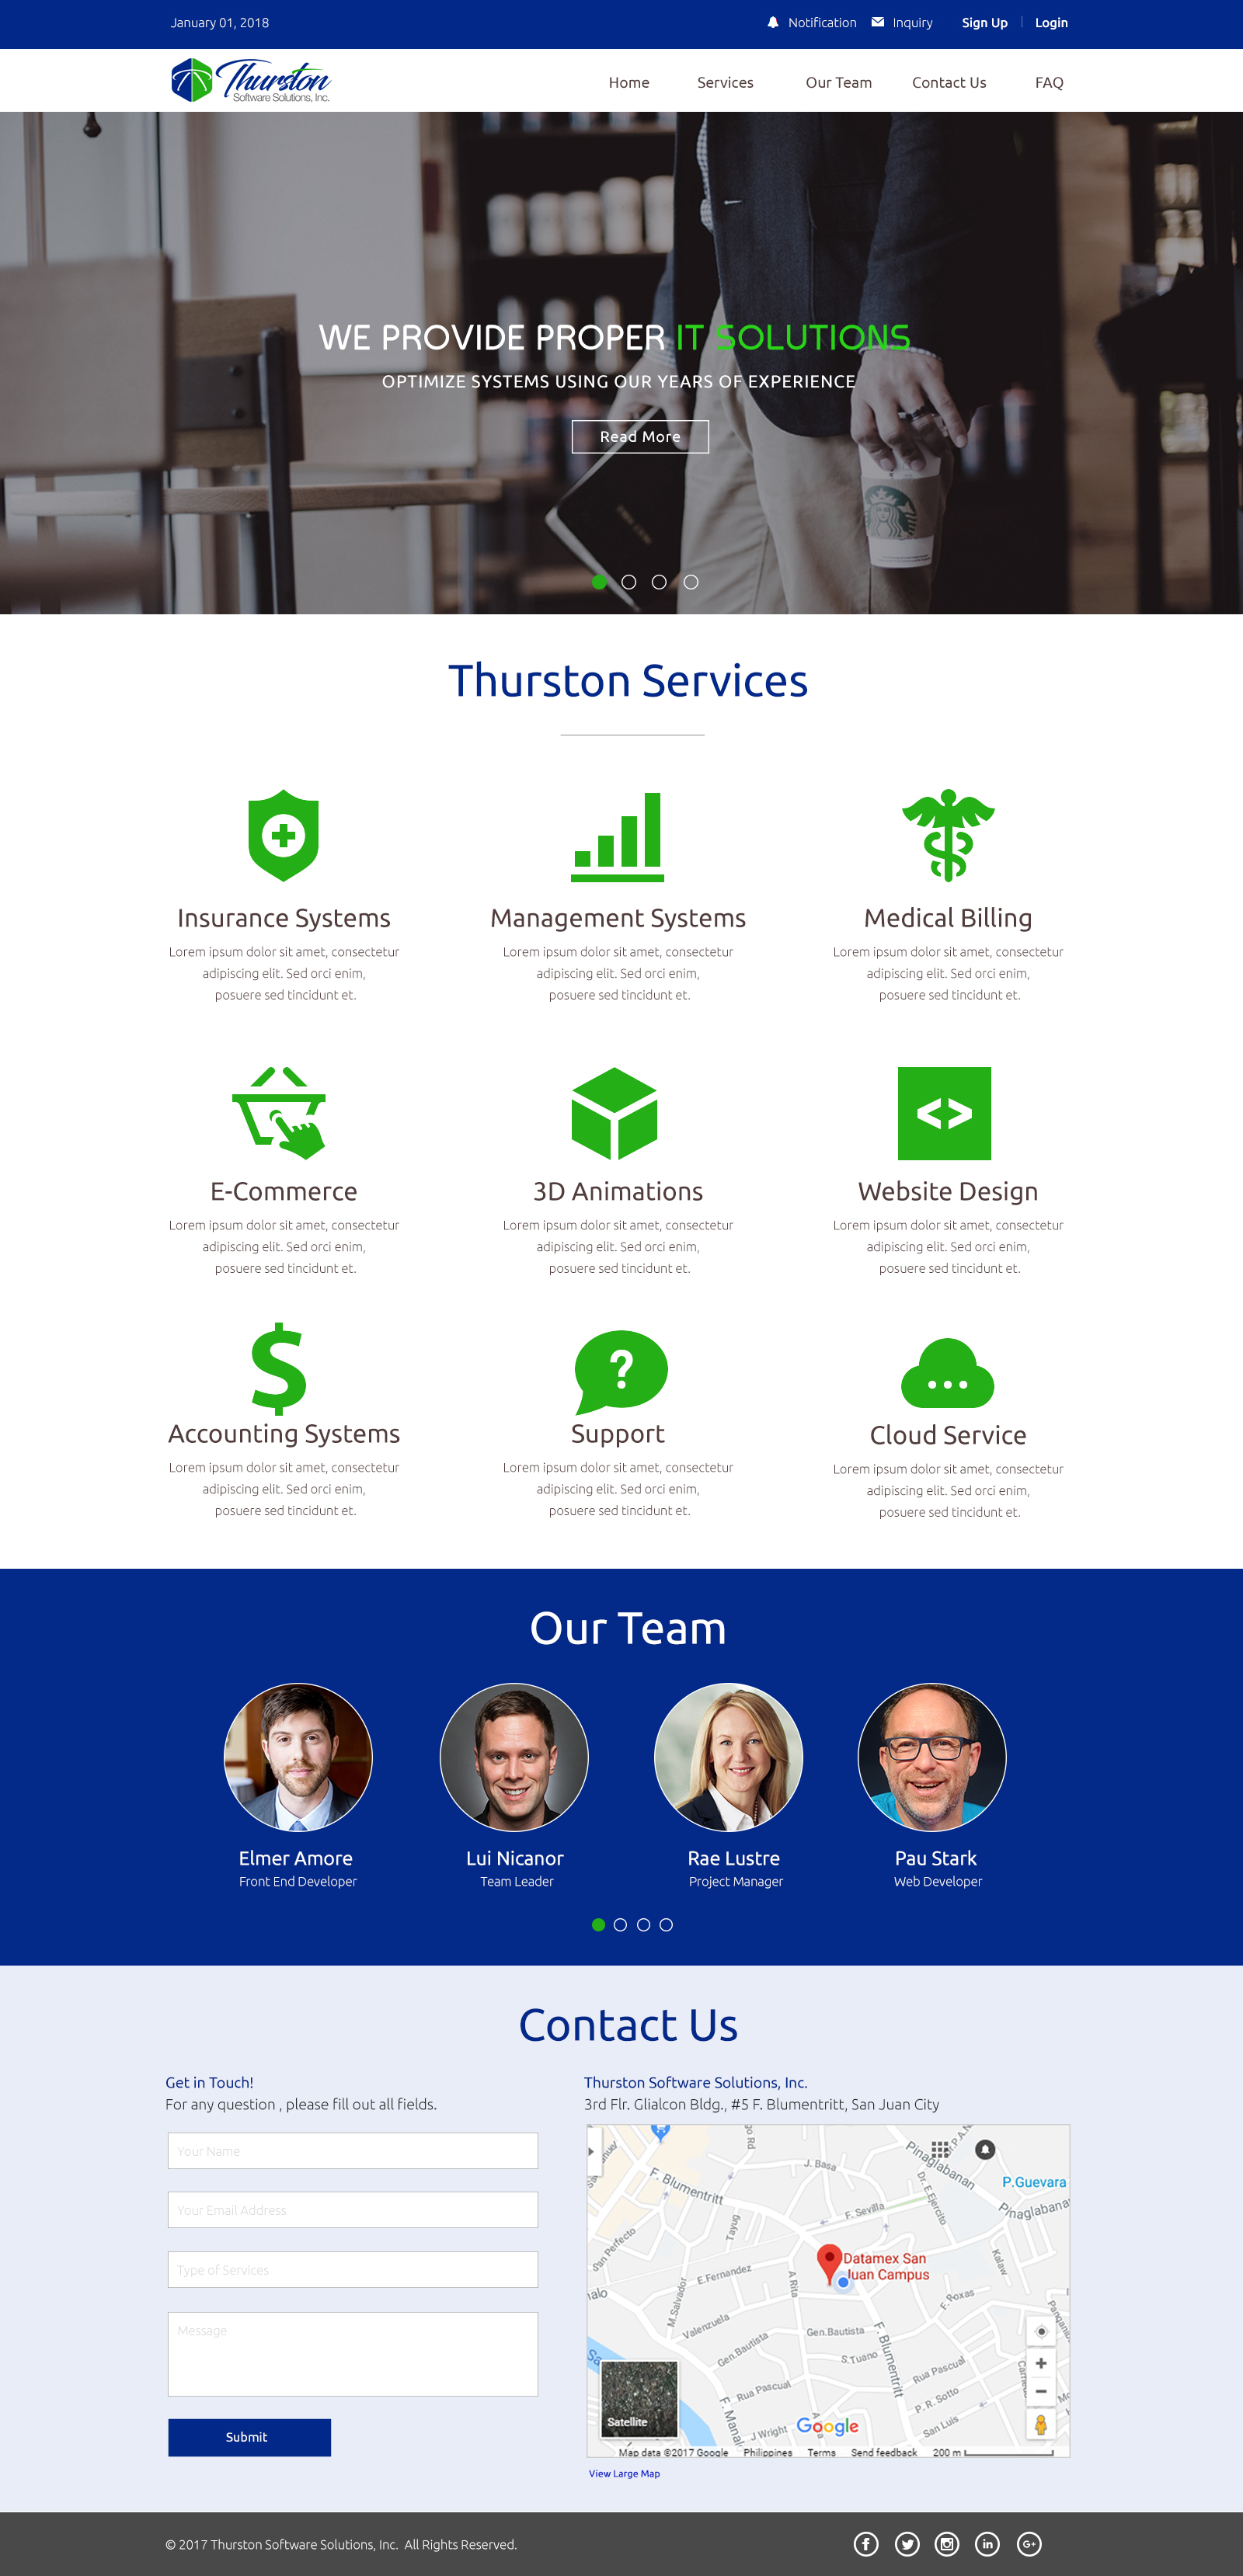 January 01, 2018
Notification
Inquiry
Sign Up
Login
Thurston
Software Solutions, Inc.
Home
Services
Our Team
Contact Us
FAQ
WE PROVIDE PROPER IT SOLUTIONS
OPTIMIZE SYSTEMS USING OUR YEARS OF EXPERIENCE
Read More
Thurston Services
Insurance Systems
Lorem ipsum dolor sit amet, consectetur
adipiscing elit. Sed orci enim,
posuere sed tincidunt et.
Management Systems
Lorem ipsum dolor sit amet, consectetur
adipiscing elit. Sed orci enim,
posuere sed tincidunt et.
Medical Billing
Lorem ipsum dolor sit amet, consectetur
adipiscing elit. Sed orci enim,
posuere sed tincidunt et.
E-Commerce
Lorem ipsum dolor sit amet, consectetur
adipiscing elit. Sed orci enim,
posuere sed tincidunt et.
3D Animations
Lorem ipsum dolor sit amet, consectetur
adipiscing elit. Sed orci enim,
posuere sed tincidunt et.
Website Design
Lorem ipsum dolor sit amet, consectetur
adipiscing elit. Sed orci enim,
posuere sed tincidunt et.
Accounting Systems
Lorem ipsum dolor sit amet, consectetur
adipiscing elit. Sed orci enim,
posuere sed tincidunt et.
Support
Lorem ipsum dolor sit amet, consectetur
adipiscing elit. Sed orci enim,
posuere sed tincidunt et.
Cloud Service
Lorem ipsum dolor sit amet, consectetur
adipiscing elit. Sed orci enim,
posuere sed tincidunt et.
Our Team
Elmer Amore
Front End Developer
Lui Nicanor
Team Leader
Rae Lustre
Project Manager
Pau Stark
Web Developer
Contact Us
Get in Touch!
For any question , please fill out all fields.
Your Name
Your Email Address
Type of Services
Message
Submit
Thurston Software Solutions, Inc.
3rd Flr. Glialcon Bldg., #5 F. Blumentritt, San Juan City
Pinaglabanan
P.Guevara
Pinaglabanan
J. Basa
F. Blumentritt
Dr. E.Ejercito
F. Sevilla
Tayug
San Perfecto
Kalaw
Datamex San
Juan Campus
E.Fernandez
A Rita
F. Roxas
M.Salvador
Valenzuela
Gen.Bautista
Gen.Bautista
F. Blumentritt
S.Tuano
Rua Pascual
Rua Pascual
P. R. Sotto
San Luis
J Wright
Satellite
Google
Map data ©2017 Google
Philippines
Terms
Send feedback
200 m
View Large Map
© 2017 Thurston Software Solutions, Inc. All Rights Reserved.